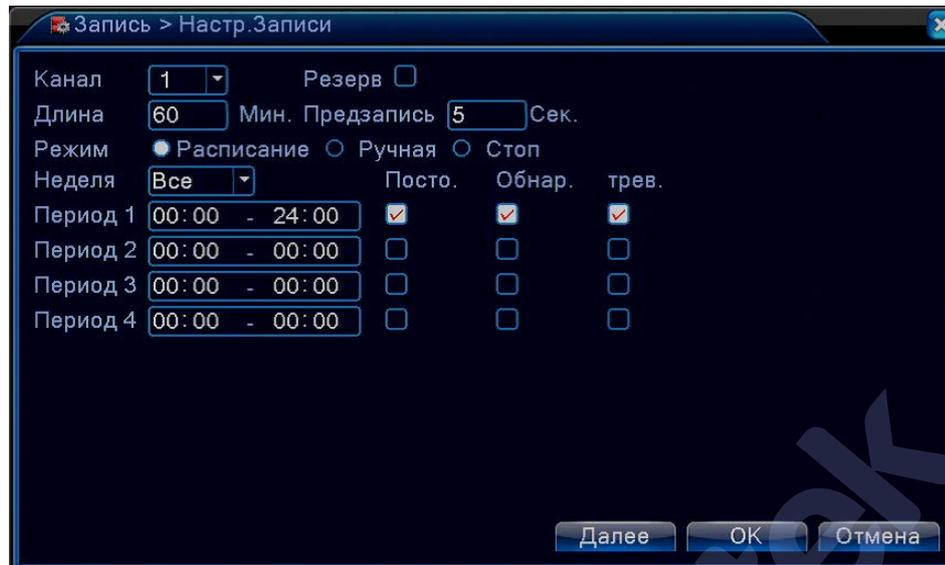 Запись > Настр.Записи
Канал 1 Резерв
Длина 60 Мин. Предзапись 5 Сек.
Режим Расписание Ручная Стоп
Неделя Все Посто. Обнар. трев.
Период 1 00:00 - 24:00
Период 2 00:00 - 00:00
Период 3 00:00 - 00:00
Период 4 00:00 - 00:00
Далее OK Отмена